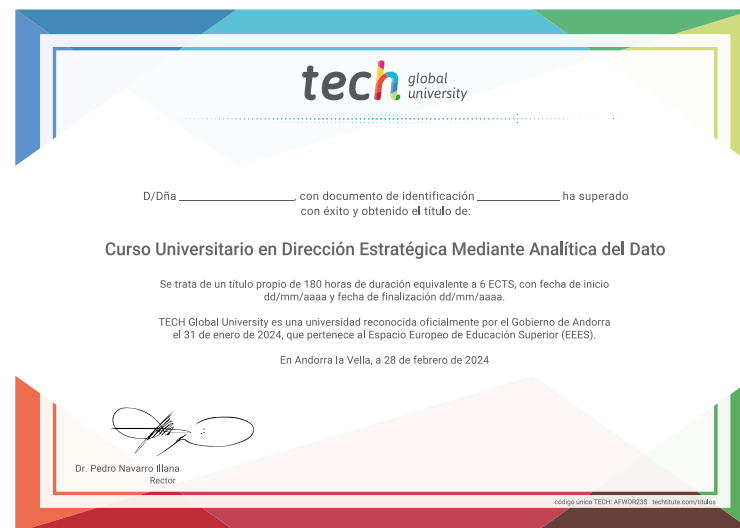 tech global university
D/Dña ____________________, con documento de identificación ______________ ha superado
con éxito y obtenido el título de:
Curso Universitario en Dirección Estratégica Mediante Analítica del Dato
Se trata de un título propio de 180 horas de duración equivalente a 6 ECTS, con fecha de inicio
dd/mm/aaaa y fecha de finalización dd/mm/aaaa.
TECH Global University es una universidad reconocida oficialmente por el Gobierno de Andorra
el 31 de enero de 2024, que pertenece al Espacio Europeo de Educación Superior (EEES).
En Andorra la Vella, a 28 de febrero de 2024
Dr. Pedro Navarro Illana
Rector
código único TECH: AFWOR23S techtitute.com/titulos